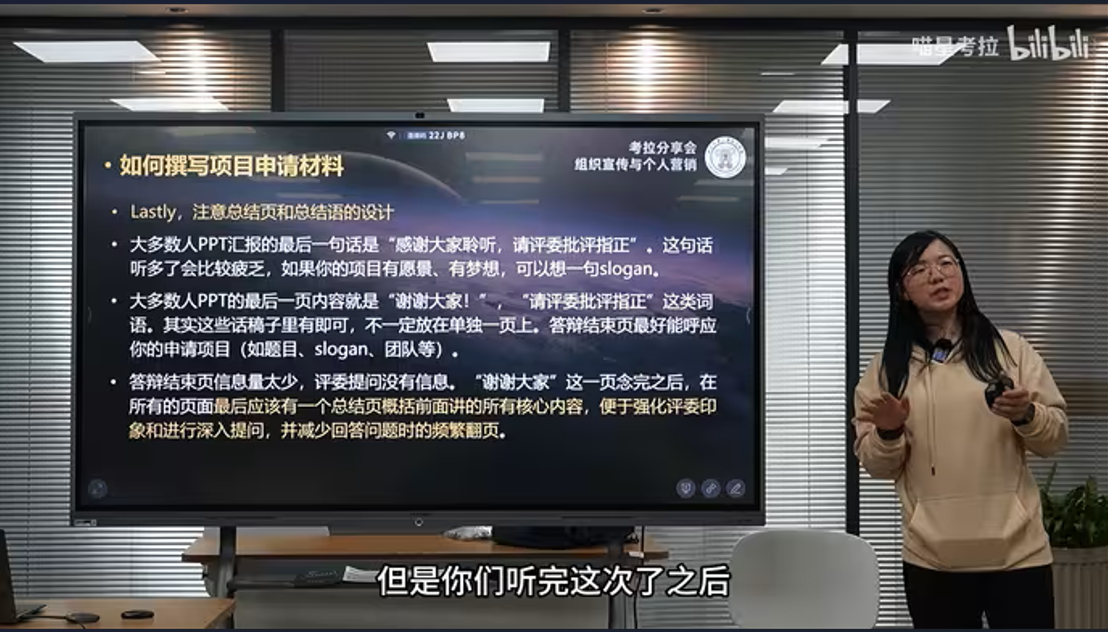 喵星考拉 bilibili
22J BP8
考拉分享会
组织宣传与个人营销
• 如何撰写项目申请材料
• Lastly，注意总结页和总结语的设计
• 大多数人PPT汇报的最后一句话是“感谢大家聆听，请评委批评指正”。这句话
听多了会比较疲乏，如果你的项目有愿景、有梦想，可以想一句slogan。
• 大多数人PPT的最后一页内容就是“谢谢大家！”，“请评委批评指正”这类词
语。其实这些话稿子里有即可，不一定放在单独一页上。答辩结束页最好能呼应
你的申请项目（如题目、slogan、团队等）。
• 答辩结束页信息量太少，评委提问没有信息。“谢谢大家”这一页念完之后，在
所有的页面最后应该有一个总结页概括前面讲的所有核心内容，便于强化评委印
象和进行深入提问，并减少回答问题时的频繁翻页。
但是你们听完这次了之后